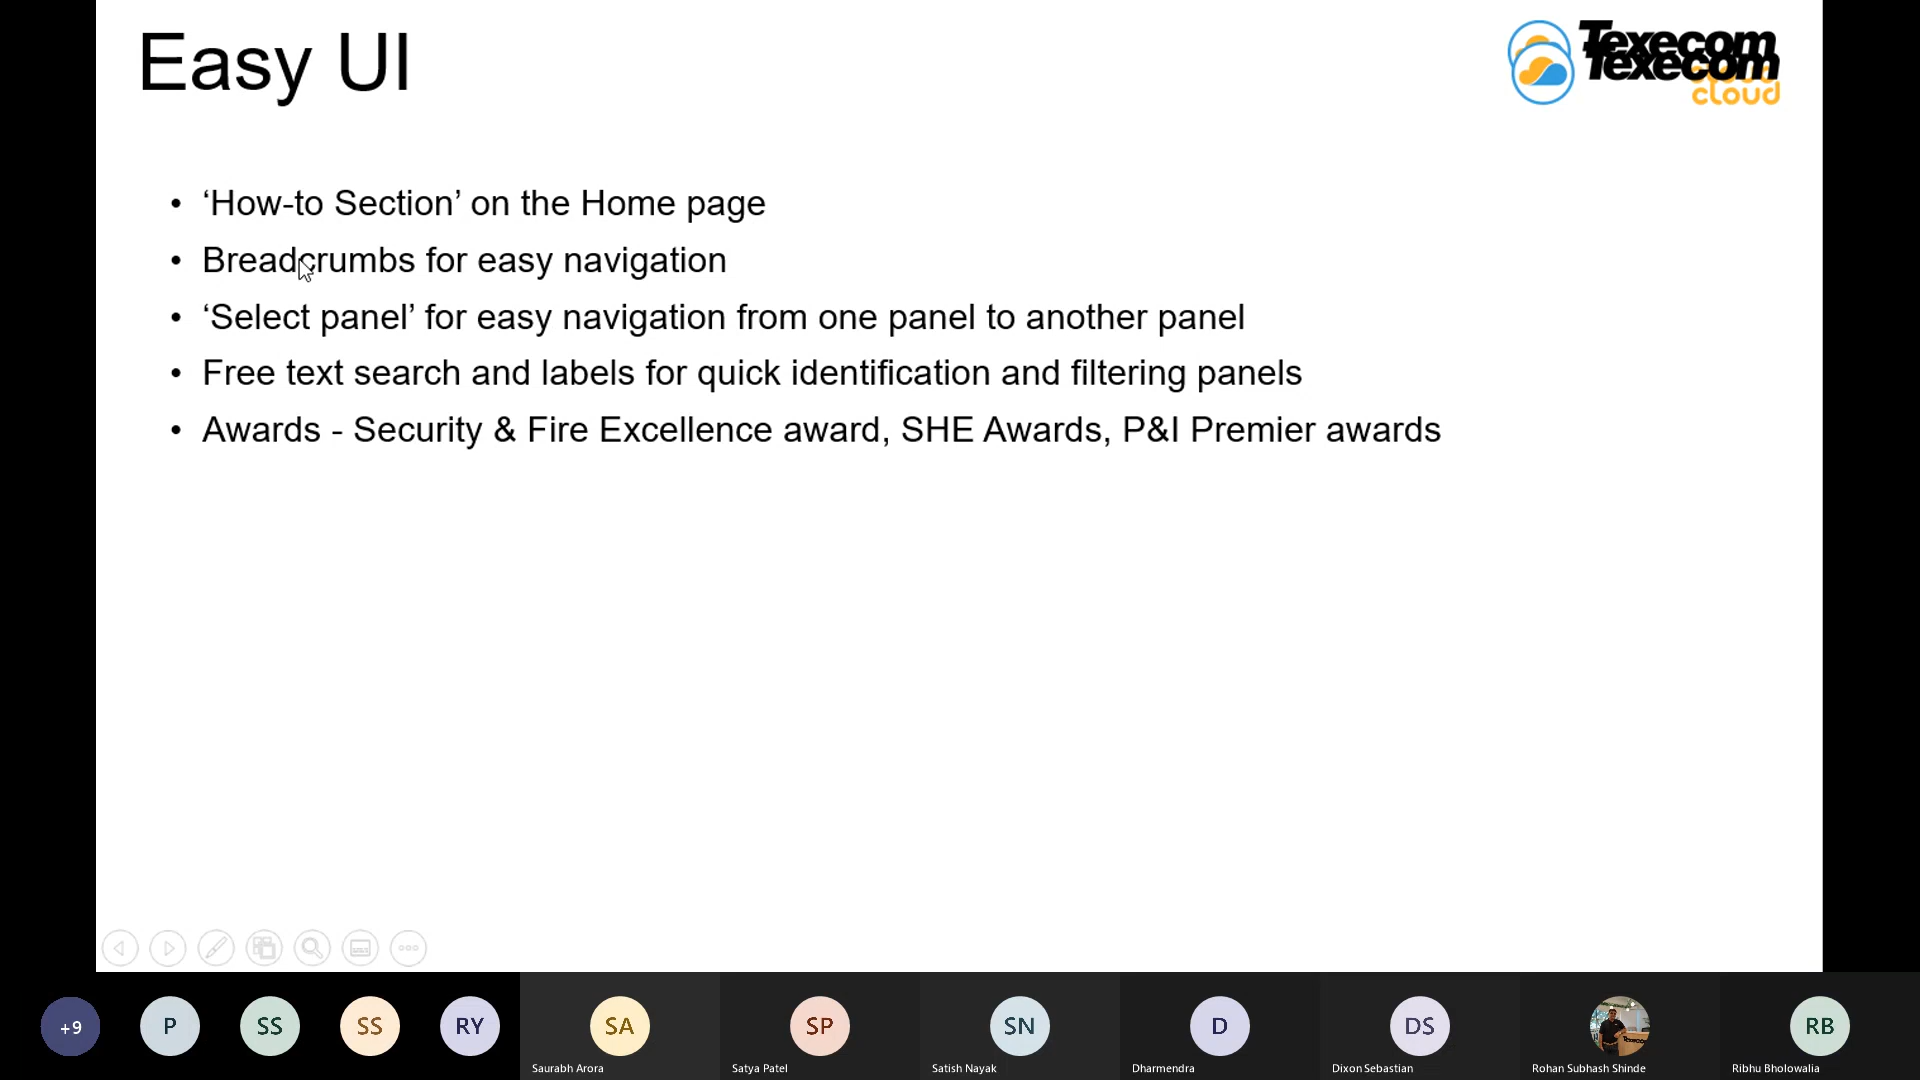 Easy UI
Texecom
Texecom
cloud
• ‘How-to Section’ on the Home page
• Breadcrumbs for easy navigation
• ‘Select panel’ for easy navigation from one panel to another panel
• Free text search and labels for quick identification and filtering panels
• Awards - Security & Fire Excellence award, SHE Awards, P&I Premier awards
+9 P SS SS RY SA SP SN D DS RB
Saurabh Arora Satya Patel Satish Nayak Dharmendra Dixon Sebastian Rohan Subhash Shinde Ribhu Bholowalia